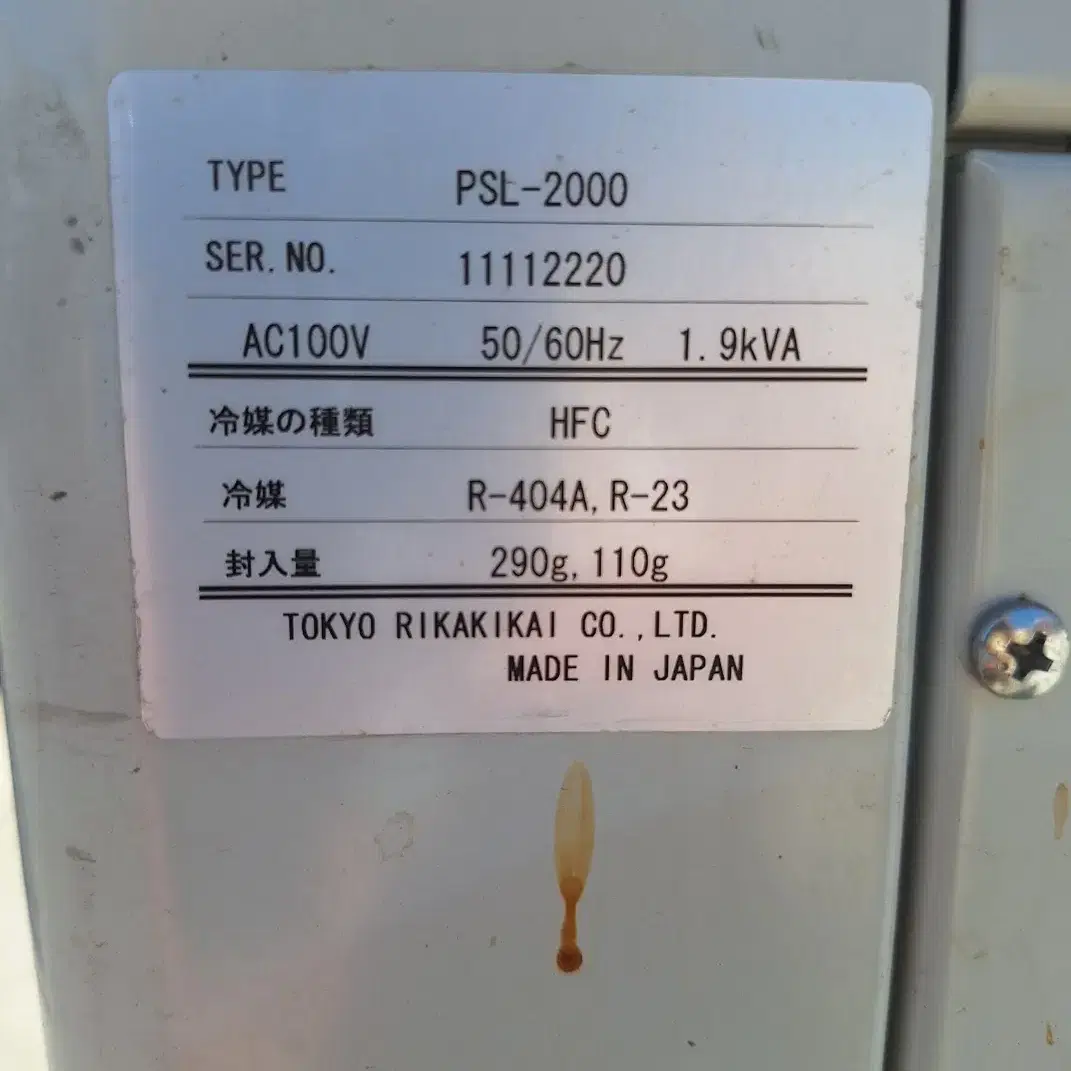 TYPE PSL-2000
SER.NO. 11112220
AC100V 50/60Hz 1.9kVA
冷媒の種類 HFC
冷媒 R-404A,R-23
封入量 290g,110g
TOKYO RIKAKIKAI CO.,LTD.
MADE IN JAPAN